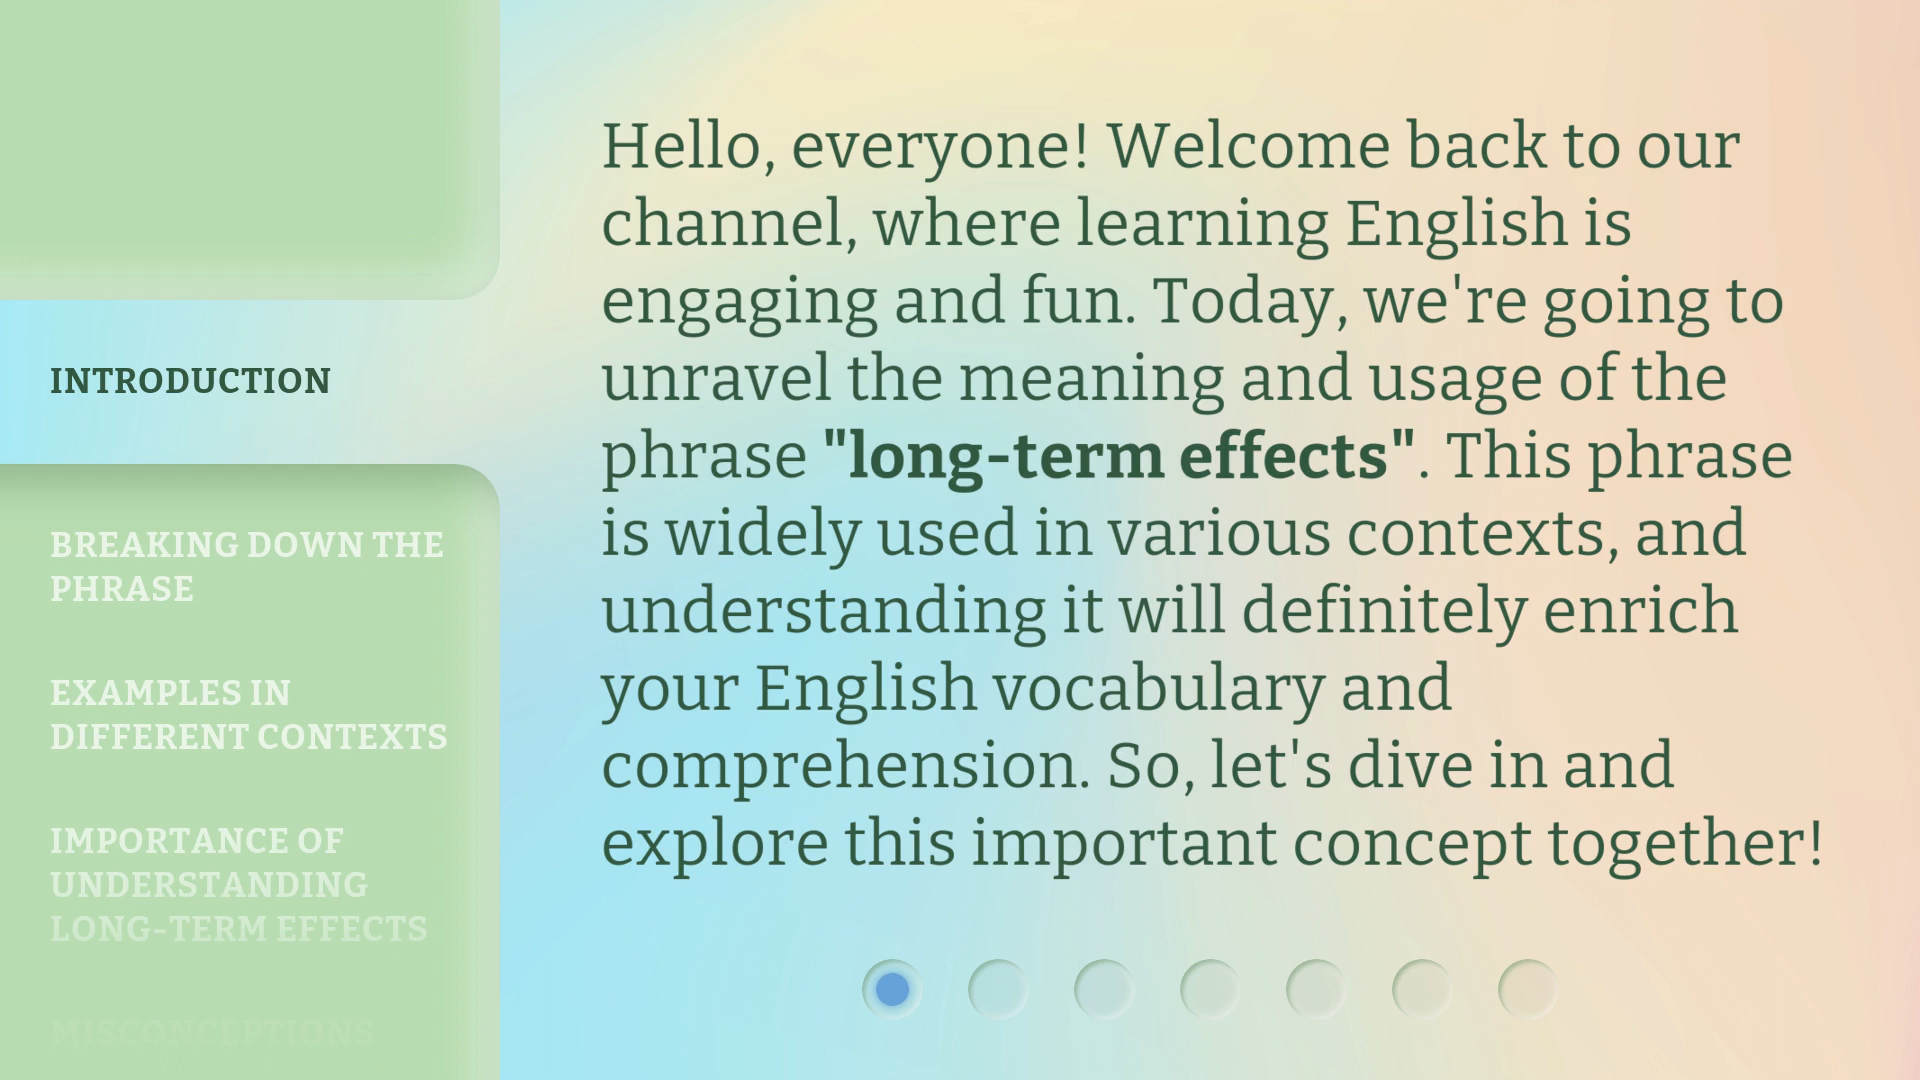 INTRODUCTION
BREAKING DOWN THE
PHRASE
EXAMPLES IN
DIFFERENT CONTEXTS
IMPORTANCE OF
UNDERSTANDING
LONG-TERM EFFECTS
MISCONCEPTIONS
Hello, everyone! Welcome back to our
channel, where learning English is
engaging and fun. Today, we're going to
unravel the meaning and usage of the
phrase "long-term effects". This phrase
is widely used in various contexts, and
understanding it will definitely enrich
your English vocabulary and
comprehension. So, let's dive in and
explore this important concept together!